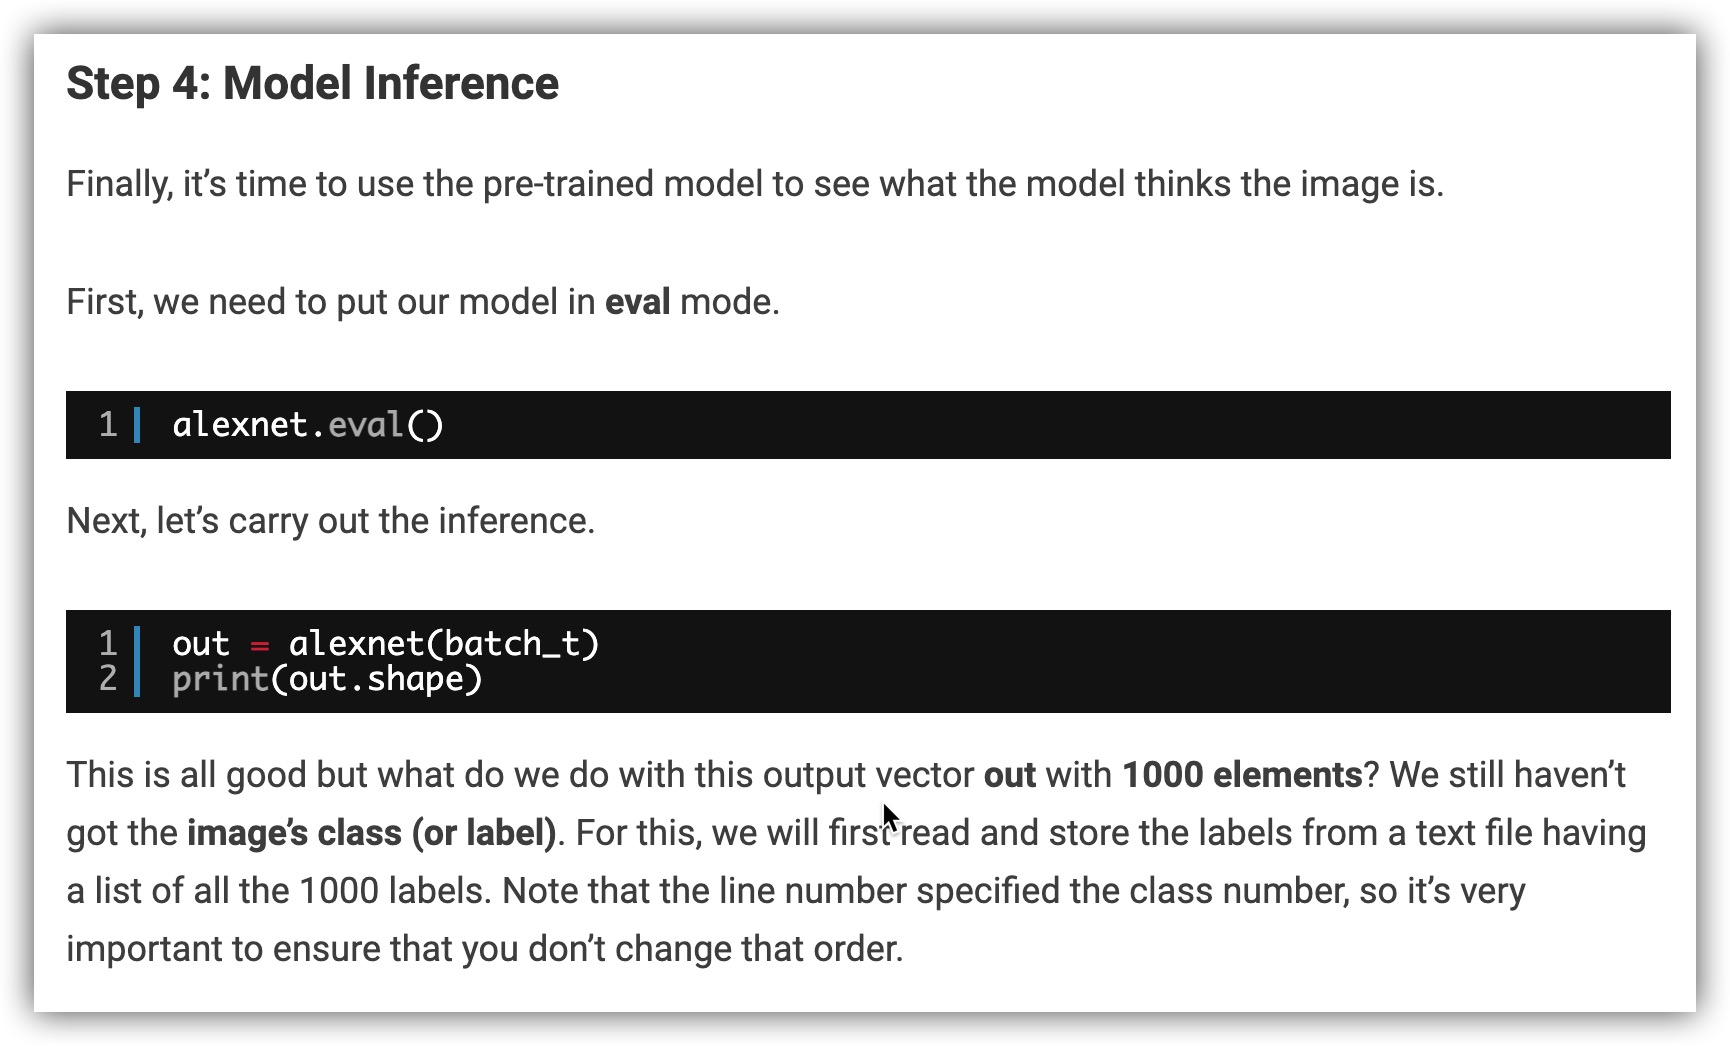 Step 4: Model Inference
Finally, it’s time to use the pre-trained model to see what the model thinks the image is.
First, we need to put our model in eval mode.
1 alexnet.eval()
Next, let’s carry out the inference.
1 out = alexnet(batch_t)
2 print(out.shape)
This is all good but what do we do with this output vector out with 1000 elements? We still haven’t
got the image’s class (or label). For this, we will first read and store the labels from a text file having
a list of all the 1000 labels. Note that the line number specified the class number, so it’s very
important to ensure that you don’t change that order.